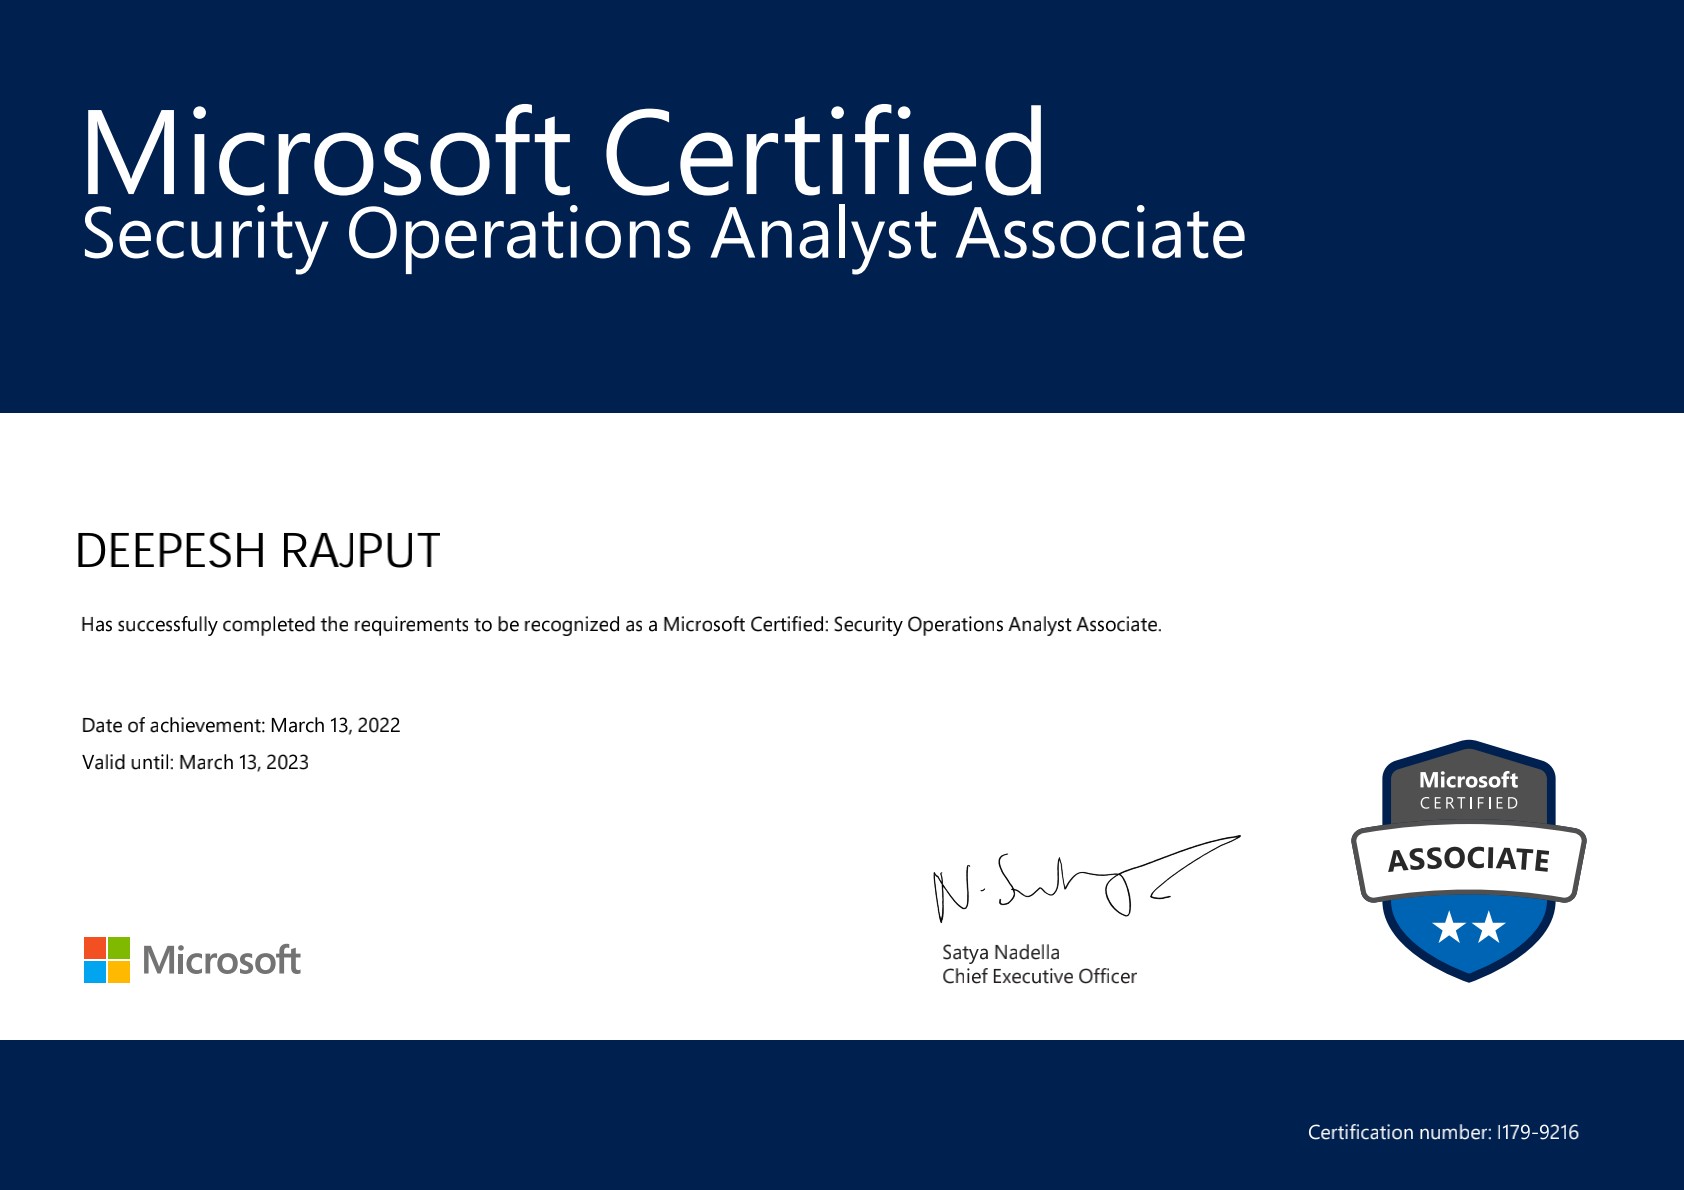 Microsoft Certified
Security Operations Analyst Associate
DEEPESH RAJPUT
Has successfully completed the requirements to be recognized as a Microsoft Certified: Security Operations Analyst Associate.
Date of achievement: March 13, 2022
Valid until: March 13, 2023
Microsoft
CERTIFIED
ASSOCIATE
Satya Nadella
Chief Executive Officer
Microsoft
Certification number: I179-9216